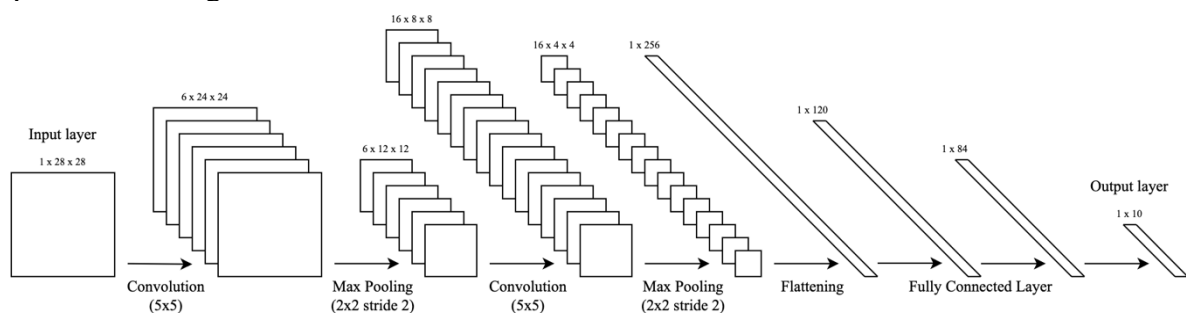 16 x 8 x 8
16 x 4 x 4
1 x 256
6 x 24 x 24
1 x 120
Input layer
1 x 28 x 28
6 x 12 x 12
1 x 84
Output layer
1 x 10
Convolution
(5x5)
Max Pooling
(2x2 stride 2)
Convolution
(5x5)
Max Pooling
(2x2 stride 2)
Flattening
Fully Connected Layer